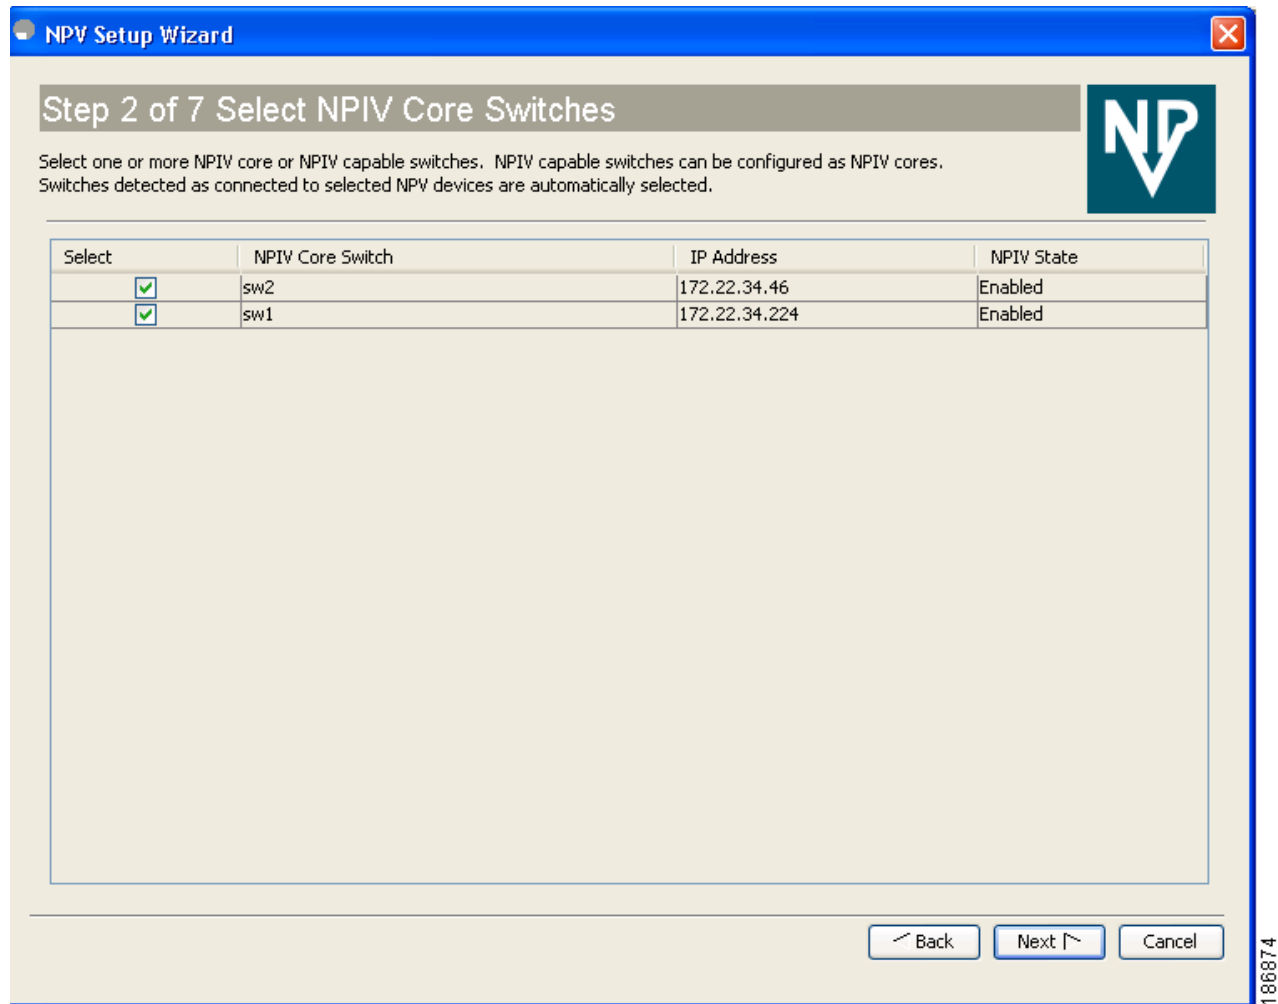 NPV Setup Wizard
Step 2 of 7 Select NPIV Core Switches
NPV
Select one or more NPIV core or NPIV capable switches.  NPIV capable switches can be configured as NPIV cores.
Switches detected as connected to selected NPV devices are automatically selected.
Select NPIV Core Switch IP Address NPIV State
sw2 172.22.34.46 Enabled
sw1 172.22.34.224 Enabled
Back Next Cancel
186874